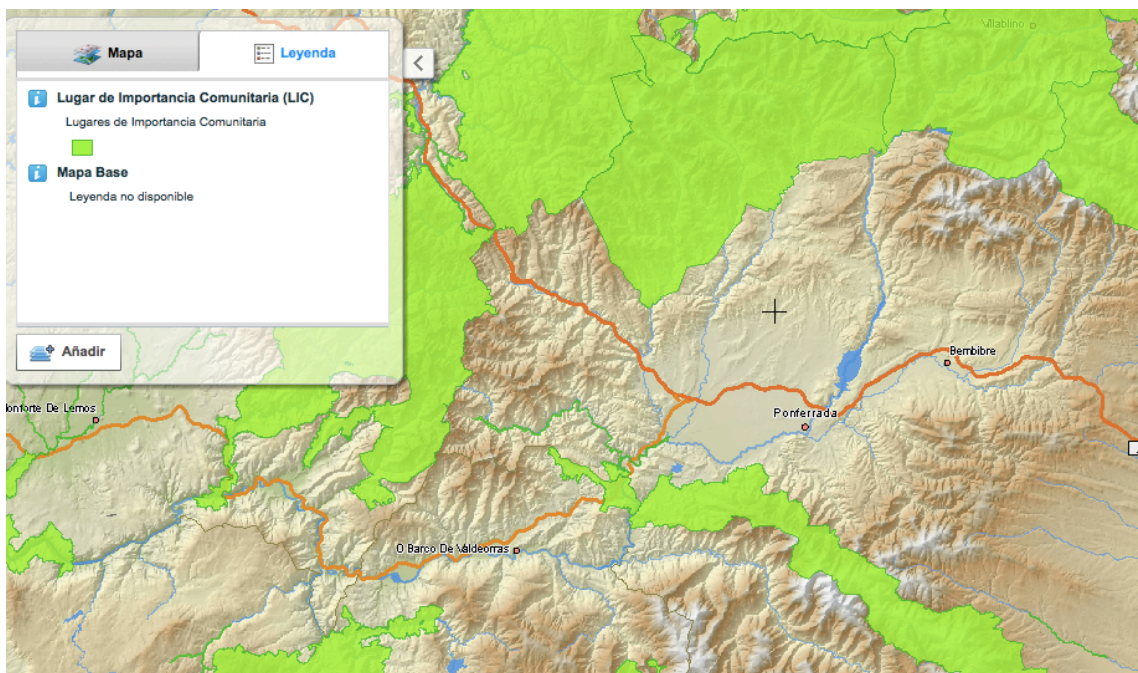 Mapa
Leyenda
Lugar de Importancia Comunitaria (LIC)
Lugares de Importancia Comunitaria
Mapa Base
Leyenda no disponible
Añadir
Villablino
Bembibre
Ponferrada
onforte De Lemos
O Barco De Valdeorras